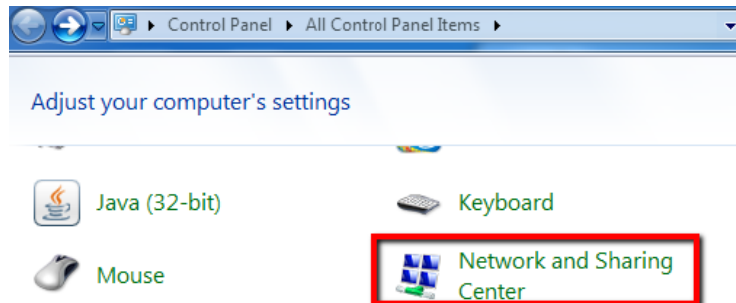 Control Panel All Control Panel Items
Adjust your computer's settings
Java (32-bit)
Keyboard
Mouse
Network and Sharing
Center